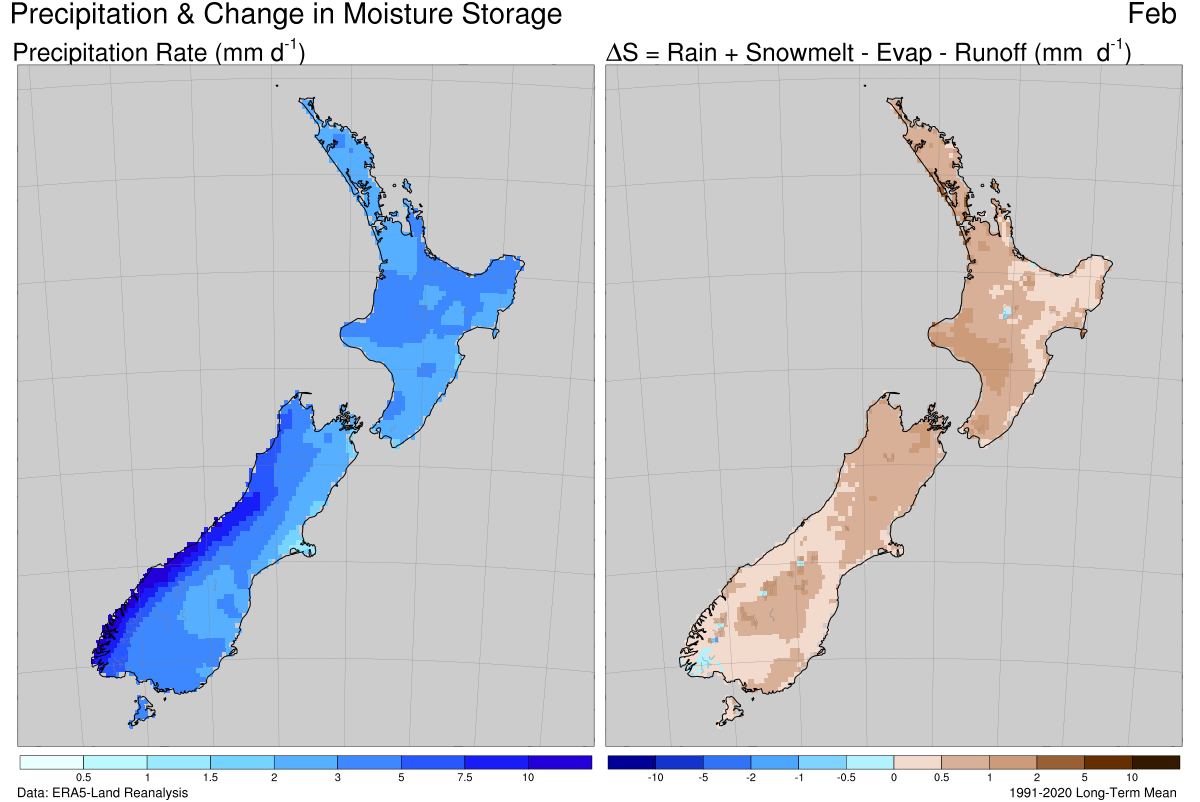 Precipitation & Change in Moisture Storage Feb
Precipitation Rate (mm d⁻¹) ΔS = Rain + Snowmelt - Evap - Runoff (mm d⁻¹)
0.5 1 1.5 2 3 5 7.5 10 -10 -5 -2 -1 -0.5 0 0.5 1 2 5 10
Data: ERA5-Land Reanalysis 1991-2020 Long-Term Mean